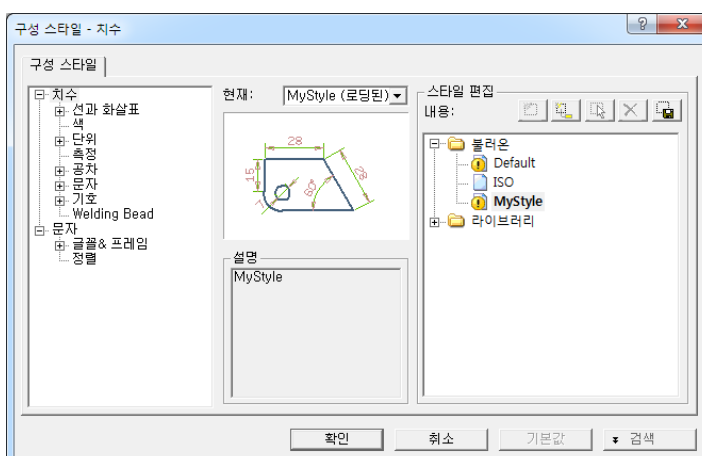 구성 스타일 - 치수
구성 스타일
치수
선과 화살표
색
단위
측정
공차
문자
기호
Welding Bead
문자
글꼴& 프레임
정렬
현재:
MyStyle (로딩된)
28
15
60°
설명
MyStyle
스타일 편집
내용:
불러온
Default
ISO
MyStyle
라이브러리
확인
취소
기본값
검색